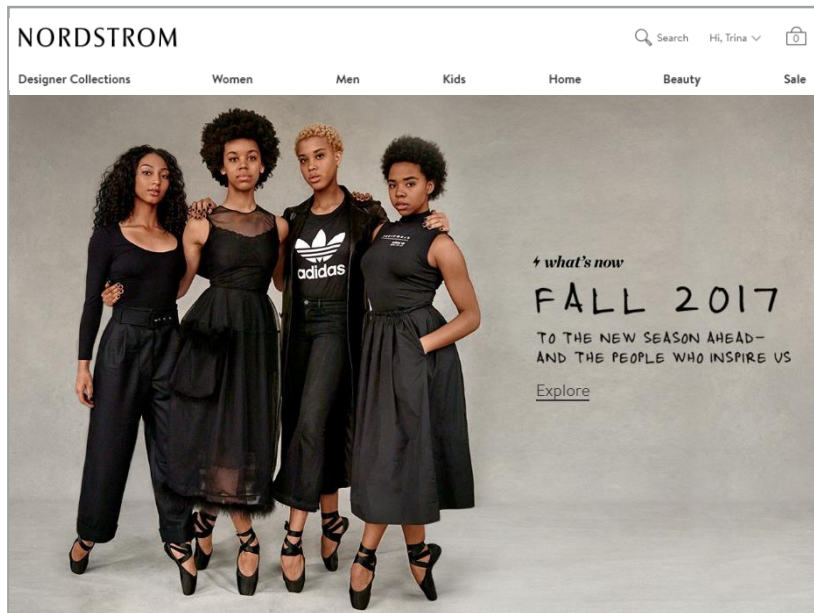 NORDSTROM
Search Hi, Trina 0
Designer Collections Women Men Kids Home Beauty Sale
adidas
what's now
FALL 2017
TO THE NEW SEASON AHEAD—
AND THE PEOPLE WHO INSPIRE US
Explore